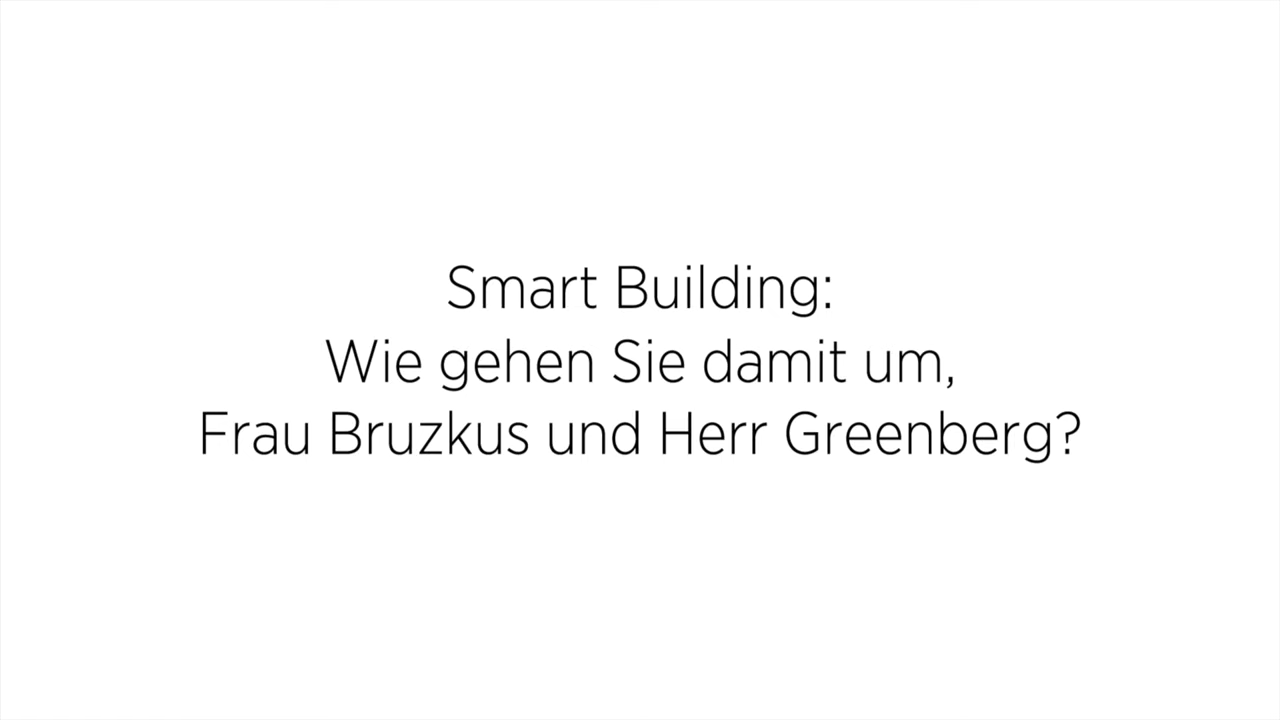 Smart Building:
Wie gehen Sie damit um,
Frau Bruzkus und Herr Greenberg?